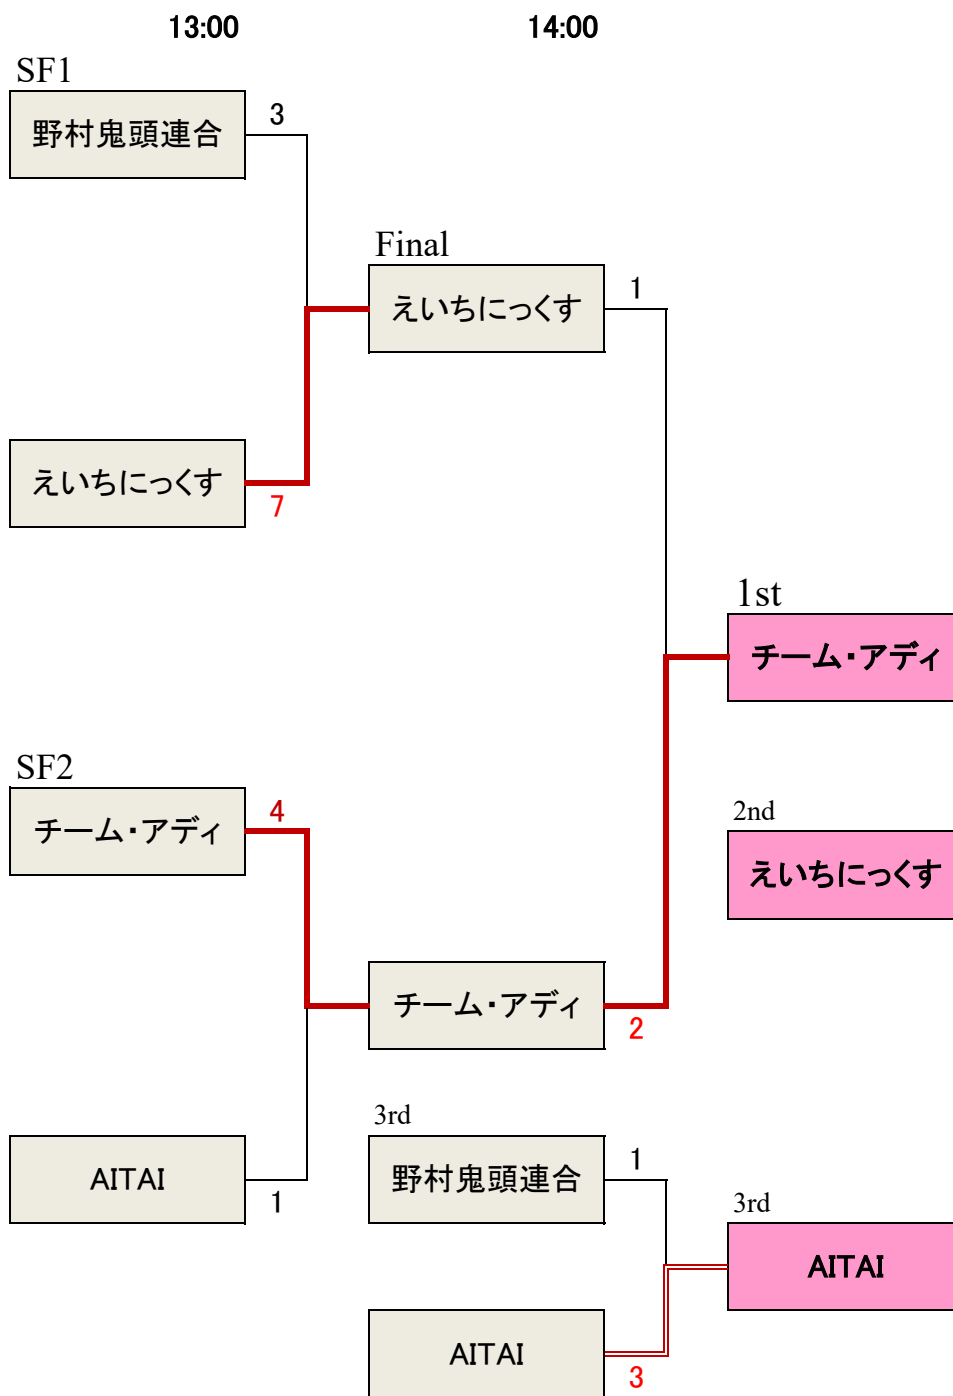 13:00
14:00
SF1
野村鬼頭連合
3
Final
えいちにっくす
1
えいちにっくす
7
1st
チーム・アディ
SF2
チーム・アディ
4
2nd
えいちにっくす
チーム・アディ
2
3rd
野村鬼頭連合
1
AITAI
1
3rd
AITAI
AITAI
3